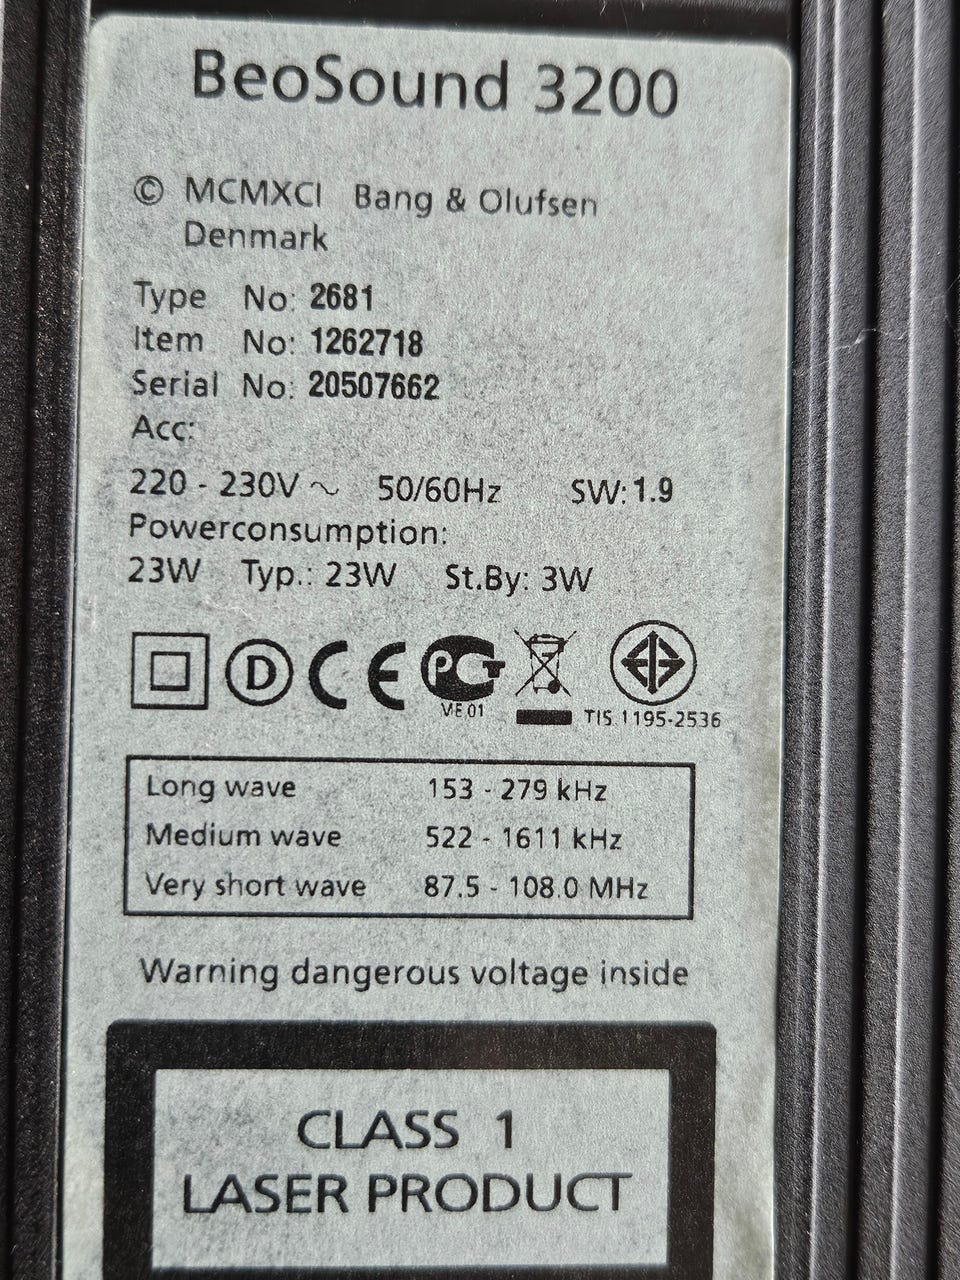 BeoSound 3200
© MCMXCI Bang & Olufsen
Denmark
Type No: 2681
Item No: 1262718
Serial No: 20507662
Acc:
220 - 230V ~ 50/60Hz SW: 1.9
Powerconsumption:
23W Typ.: 23W St.By: 3W
D CE PCT
ME 01
TIS 1195-2536
Long wave 153 - 279 kHz
Medium wave 522 - 1611 kHz
Very short wave 87.5 - 108.0 MHz
Warning dangerous voltage inside
CLASS 1
LASER PRODUCT